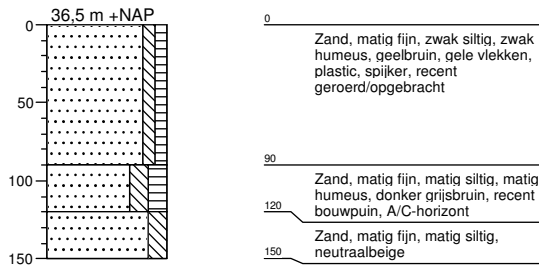 36,5 m +NAP
0
50
100
150
0
Zand, matig fijn, zwak siltig, zwak
humeus, geelbruin, gele vlekken,
plastic, spijker, recent
geroerd/opgebracht
90
Zand, matig fijn, matig siltig, matig
humeus, donker grijsbruin, recent
bouwpuin, A/C-horizont
120
Zand, matig fijn, matig siltig,
neutraalbeige
150